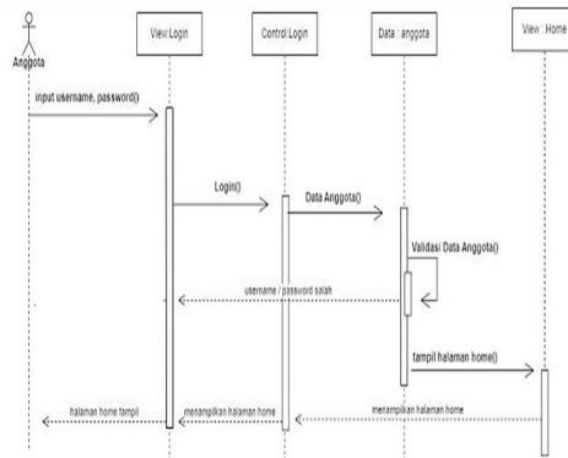 View:Login
Control:Login
Data : anggota
View : Home
Anggota
input username, password()
Login()
Data Anggota()
Validasi Data Anggota()
username / password salah
tampil halaman home()
halaman home tampil
menampilkan halaman home
menampilkan halaman home